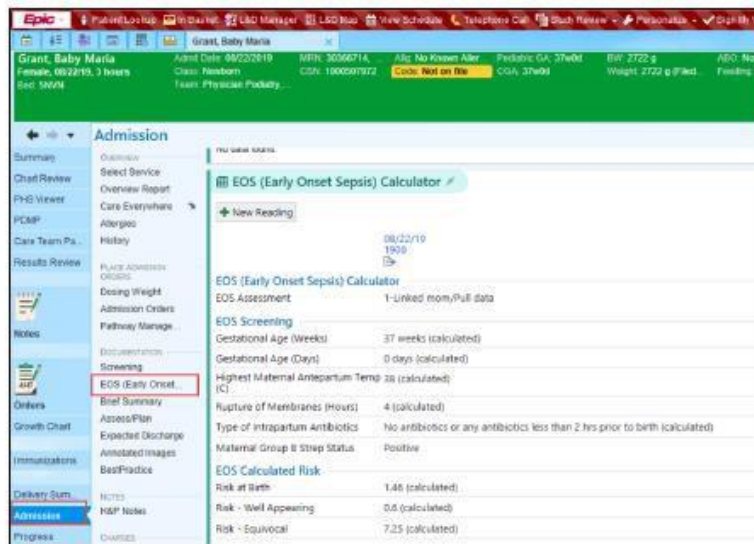 Epic Patient Lookup In Basket L&D Manager L&D Map View Schedule Telephone Call Study Review Personalize
Grant, Baby Maria
Grant, Baby Maria Admit Date: 08/22/2019 MRN: 30366714, Allg: No Known Aller Pediatric GA: 37w0d BW: 2722 g
Female, 08/22/19, 3 hours Class: Newborn CSN: 1000507972 Code: Not on file CGA: 37w0d Weight: 2722 g (Filed
Team: Physician Podiatry,
Admission
Summary
Chart Review
PHS Viewer
PDMP
Care Team Pa...
Results Review
Notes
Orders
Growth Chart
Immunizations
Delivery Sum...
Admission
Progress
OVERVIEW
Select Service
Overview Report
Care Everywhere
Allergies
History
PLACE ADMISSION ORDERS
Dosing Weight
Admission Orders
Pathway Manage...
DOCUMENTATION
Screening
EOS (Early Onset...
Brief Summary
Assess/Plan
Expected Discharge
Annotated Images
BestPractice
NOTES
H&P Notes
CHARGES
EOS (Early Onset Sepsis) Calculator
New Reading
08/22/19
1900
EOS (Early Onset Sepsis) Calculator
EOS Assessment 1-Linked mom/Pull data
EOS Screening
Gestational Age (Weeks) 37 weeks (calculated)
Gestational Age (Days) 0 days (calculated)
Highest Maternal Antepartum Temp 38 (calculated)
(C)
Rupture of Membranes (Hours) 4 (calculated)
Type of Intrapartum Antibiotics No antibiotics or any antibiotics less than 2 hrs prior to birth (calculated)
Maternal Group B Strep Status Positive
EOS Calculated Risk
Risk at Birth 1.46 (calculated)
Risk - Well Appearing 0.6 (calculated)
Risk - Equivocal 7.25 (calculated)